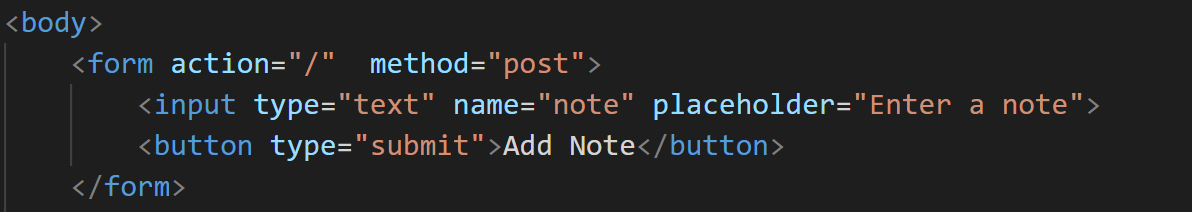 <body>
<form action="/"  method="post">
<input type="text" name="note" placeholder="Enter a note">
<button type="submit">Add Note</button>
</form>